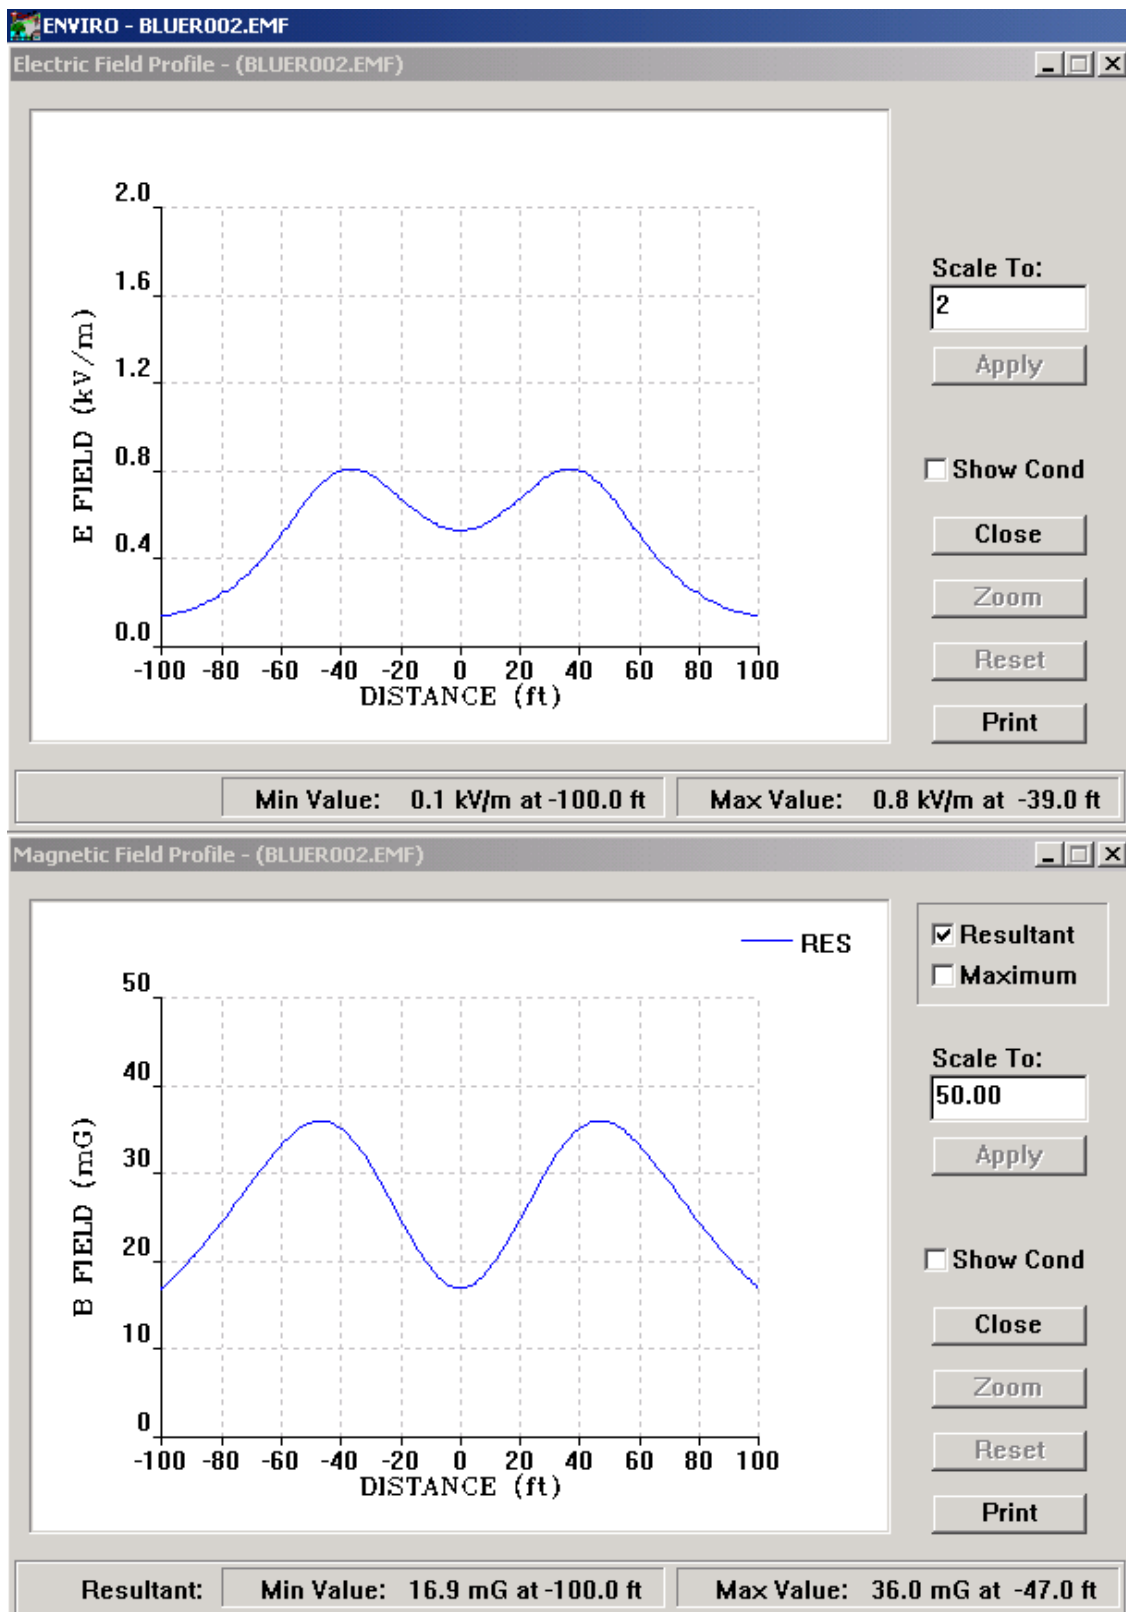 ENVIRO - BLUER002.EMF
Electric Field Profile - (BLUER002.EMF)
2.0
1.6
1.2
0.8
0.4
0.0
E FIELD (kV/m)
-100 -80 -60 -40 -20 0 20 40 60 80 100
DISTANCE (ft)
Scale To:
2
Apply
Show Cond
Close
Zoom
Reset
Print
Min Value: 0.1 kV/m at -100.0 ft
Max Value: 0.8 kV/m at -39.0 ft
Magnetic Field Profile - (BLUER002.EMF)
RES
50
40
30
20
10
0
B FIELD (mG)
-100 -80 -60 -40 -20 0 20 40 60 80 100
DISTANCE (ft)
Resultant
Maximum
Scale To:
50.00
Apply
Show Cond
Close
Zoom
Reset
Print
Resultant: Min Value: 16.9 mG at -100.0 ft Max Value: 36.0 mG at -47.0 ft